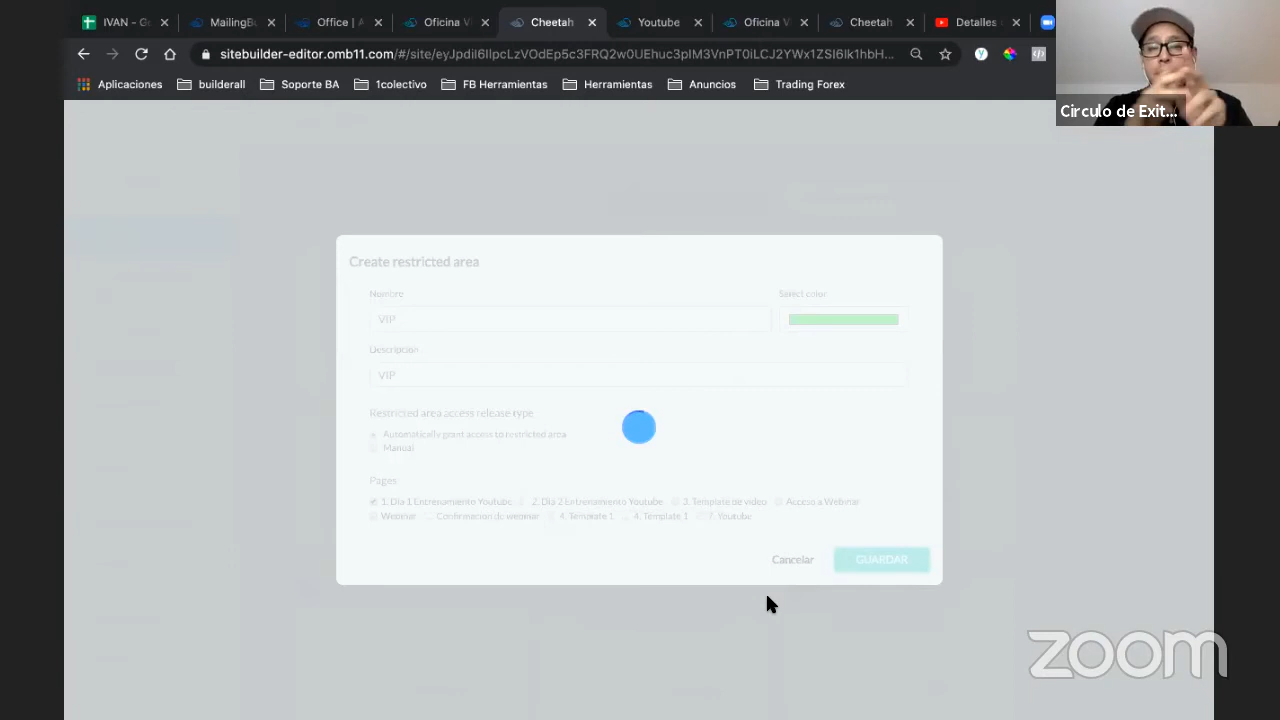 IVAN - Ge
MailingBu
Office | A
Oficina Vi
Cheetah
Youtube
Oficina V
Cheetah
Detalles
sitebuilder-editor.omb11.com/#/site/
Aplicaciones
builderall
Soporte BA
1colectivo
FB Herramientas
Herramientas
Anuncios
Trading Forex
Circulo de Exit...
Create restricted area
Nombre
Select color
VIP
Descripción
VIP
Restricted area access release type
Automatically grant access to restricted area
Manual
Pages
1. Dia 1 Entrenamiento Youtube
2. Dia 2 Entrenamiento Youtube
3. Template de video
Acceso a Webinar
Webinar
Confirmacion de webinar
4. Template 1
4. Template 1
7. Youtube
Cancelar
GUARDAR
zoom